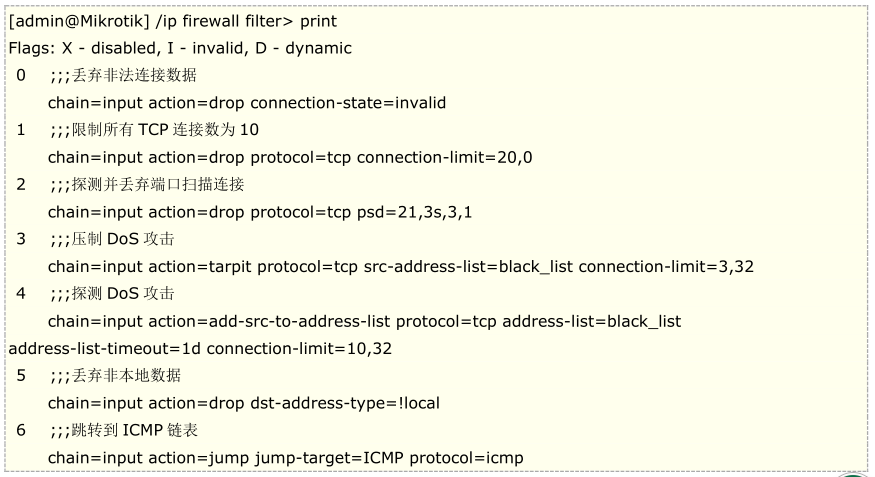 [admin@Mikrotik] /ip firewall filter> print
Flags: X - disabled, I - invalid, D - dynamic
0 ;;;丢弃非法连接数据
chain=input action=drop connection-state=invalid
1 ;;;限制所有 TCP 连接数为 10
chain=input action=drop protocol=tcp connection-limit=20,0
2 ;;;探测并丢弃端口扫描连接
chain=input action=drop protocol=tcp psd=21,3s,3,1
3 ;;;压制 DoS 攻击
chain=input action=tarpit protocol=tcp src-address-list=black_list connection-limit=3,32
4 ;;;探测 DoS 攻击
chain=input action=add-src-to-address-list protocol=tcp address-list=black_list
address-list-timeout=1d connection-limit=10,32
5 ;;;丢弃非本地数据
chain=input action=drop dst-address-type=!local
6 ;;;跳转到 ICMP 链表
chain=input action=jump jump-target=ICMP protocol=icmp